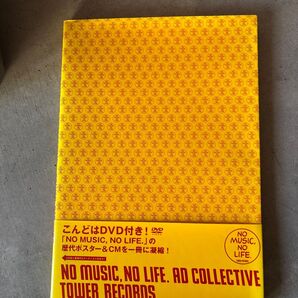 こんどはDVD付き! DVD
「NO MUSIC, NO LIFE.」の
歴代ポスター&CMを一冊に凝縮!
NO MUSIC,
NO
LIFE.
NO MUSIC, NO LIFE. AD COLLECTIVE
TOWER RECORDS